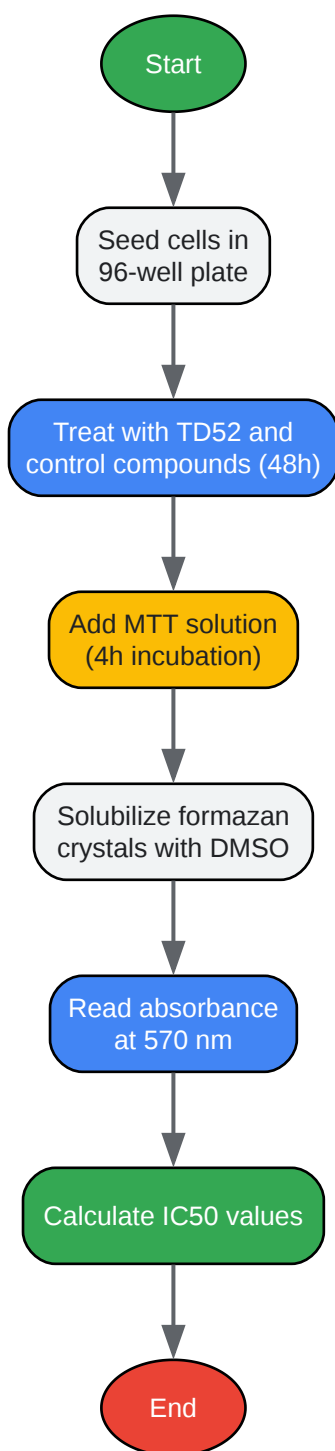 Start
Seed cells in
96-well plate
Treat with TD52 and
control compounds (48h)
Add MTT solution
(4h incubation)
Solubilize formazan
crystals with DMSO
Read absorbance
at 570 nm
Calculate IC50 values
End